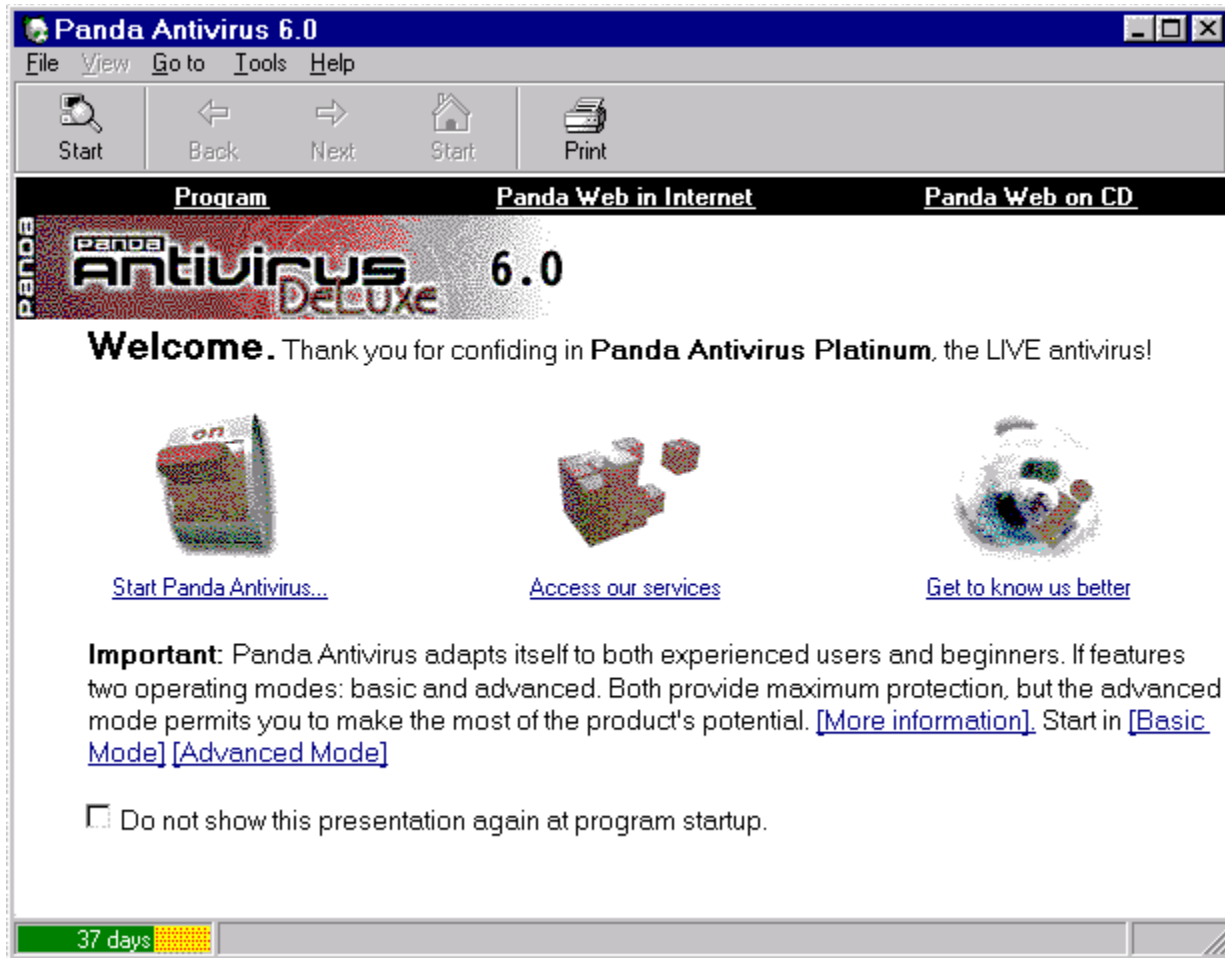 Panda Antivirus 6.0
File View Go to Tools Help
Start Back Next Start Print
Program Panda Web in Internet Panda Web on CD
Panda
Panda
Antivirus 6.0
DeLuxe
Welcome. Thank you for confiding in Panda Antivirus Platinum, the LIVE antivirus!
on
Start Panda Antivirus... Access our services Get to know us better
Important: Panda Antivirus adapts itself to both experienced users and beginners. If features
two operating modes: basic and advanced. Both provide maximum protection, but the advanced
mode permits you to make the most of the product's potential. [More information]. Start in [Basic
Mode] [Advanced Mode]
Do not show this presentation again at program startup.
37 days